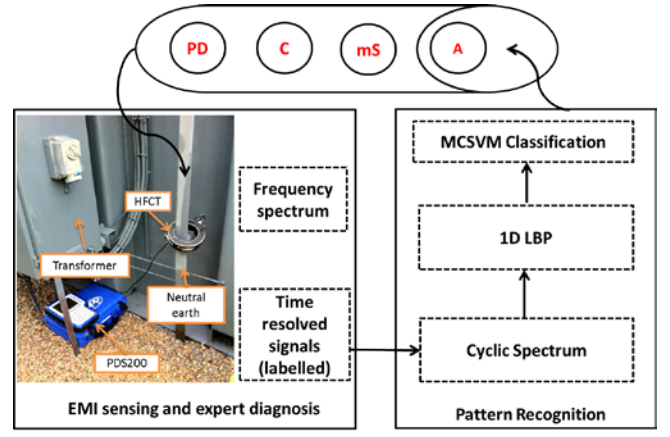 PD
C
mS
A
HFCT
Transformer
Neutral
earth
PDS200
Frequency
spectrum
Time
resolved
signals
(labelled)
EMI sensing and expert diagnosis
MCSVM Classification
1D LBP
Cyclic Spectrum
Pattern Recognition